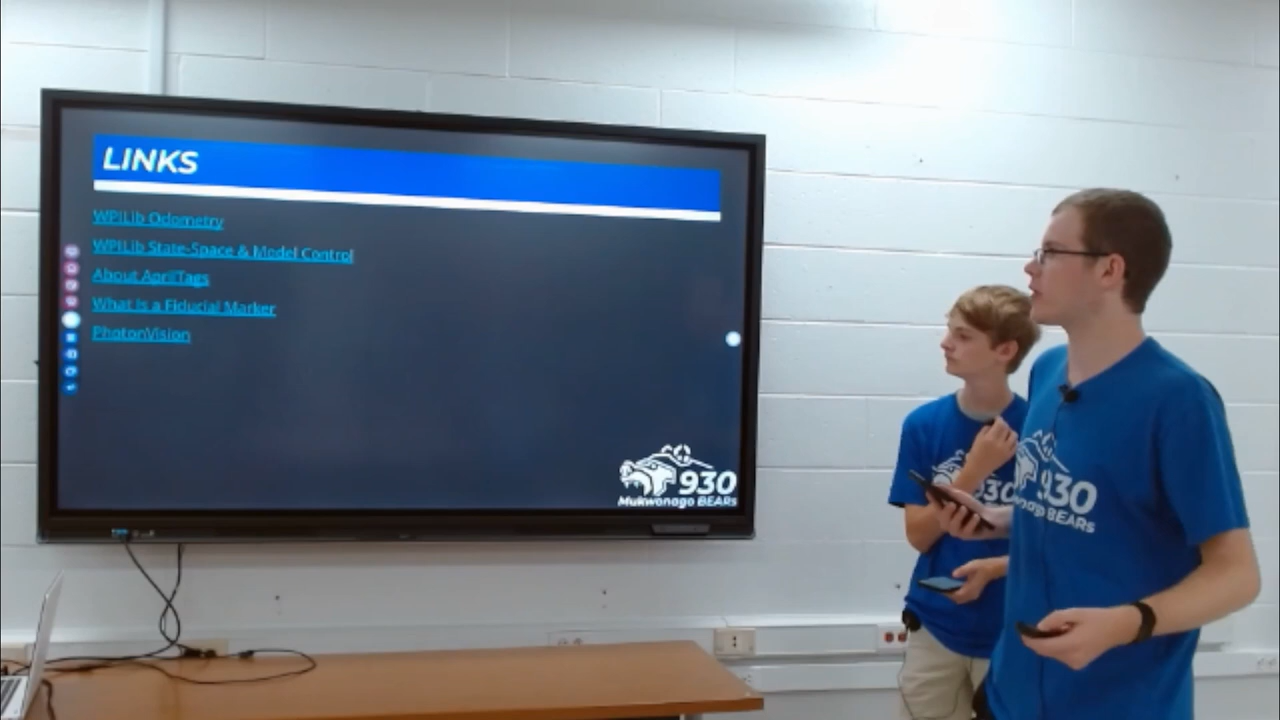 LINKS
WPILib Odometry
WPILib State-Space & Model Control
About AprilTags
What is a Fiducial Marker
PhotonVision
930
Mukwonago BEARs
930
930
BEARs